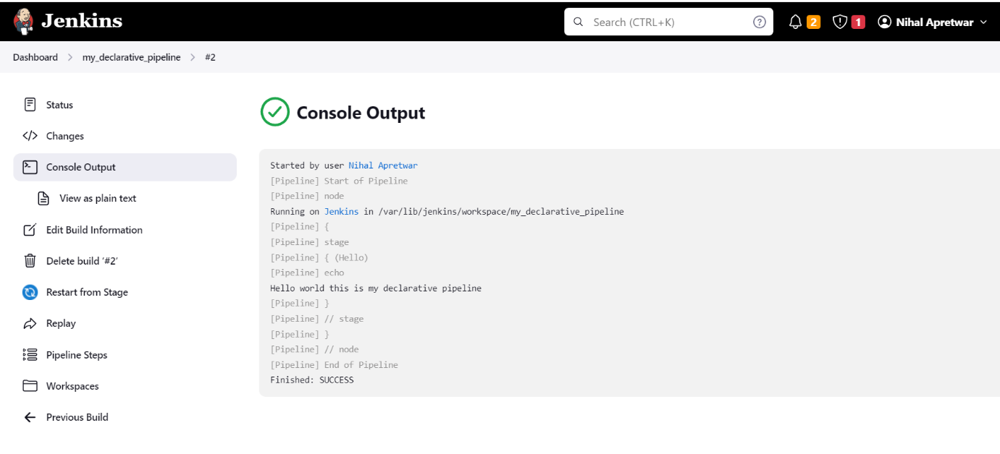 Jenkins
Search (CTRL+K)
2
1
Nihal Apretwar
Dashboard > my_declarative_pipeline > #2
Status
Changes
Console Output
View as plain text
Edit Build Information
Delete build ‘#2’
Restart from Stage
Replay
Pipeline Steps
Workspaces
Previous Build
Console Output
Started by user Nihal Apretwar
[Pipeline] Start of Pipeline
[Pipeline] node
Running on Jenkins in /var/lib/jenkins/workspace/my_declarative_pipeline
[Pipeline] {
[Pipeline] stage
[Pipeline] { (Hello)
[Pipeline] echo
Hello world this is my declarative pipeline
[Pipeline] }
[Pipeline] // stage
[Pipeline] }
[Pipeline] // node
[Pipeline] End of Pipeline
Finished: SUCCESS